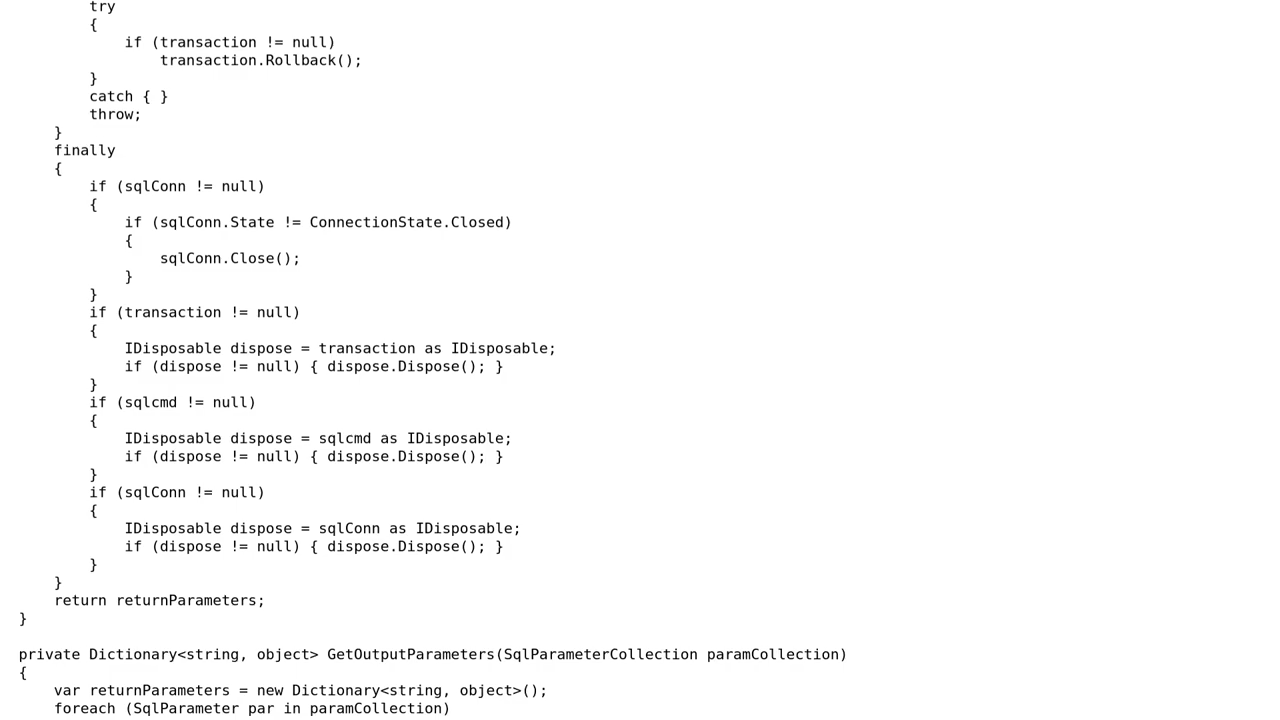 try
{
if (transaction != null)
transaction.Rollback();
}
catch { }
throw;
}
finally
{
if (sqlConn != null)
{
if (sqlConn.State != ConnectionState.Closed)
{
sqlConn.Close();
}
}
if (transaction != null)
{
IDisposable dispose = transaction as IDisposable;
if (dispose != null) { dispose.Dispose(); }
}
if (sqlcmd != null)
{
IDisposable dispose = sqlcmd as IDisposable;
if (dispose != null) { dispose.Dispose(); }
}
if (sqlConn != null)
{
IDisposable dispose = sqlConn as IDisposable;
if (dispose != null) { dispose.Dispose(); }
}
}
return returnParameters;
}
private Dictionary<string, object> GetOutputParameters(SqlParameterCollection paramCollection)
{
var returnParameters = new Dictionary<string, object>();
foreach (SqlParameter par in paramCollection)